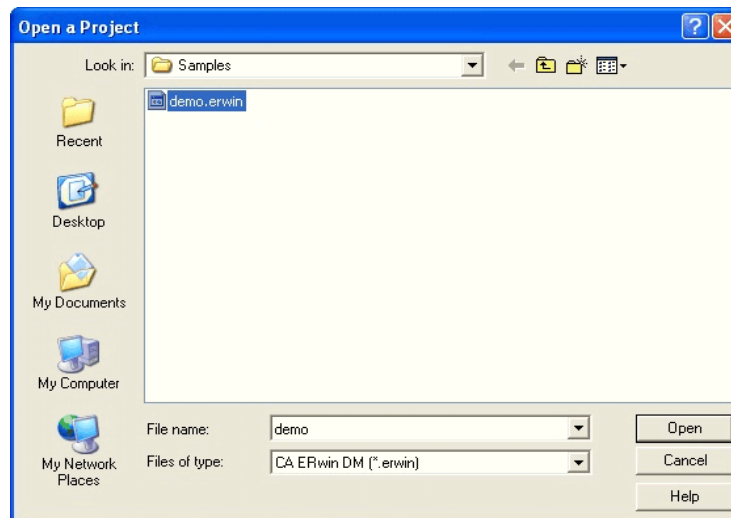 Open a Project
Look in:
Samples
demo.erwin
Recent
Desktop
My Documents
My Computer
My Network
Places
File name:
demo
Open
Files of type:
CA ERwin DM (*.erwin)
Cancel
Help